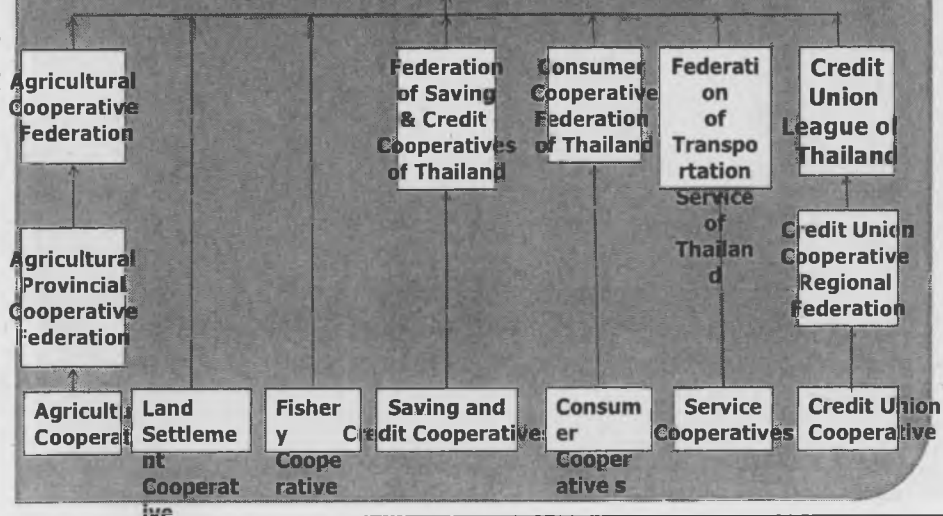 Agricultural
Cooperative
Federation
Federation
of Saving
& Credit
Cooperatives
of Thailand
Consumer
Cooperative
Federation
of Thailand
Federati
on
of
Transpo
rtation
Service
of
Thailan
d
Credit
Union
League of
Thailand
Agricultural
Provincial
Cooperative
Federation
Credit Union
Cooperative
Regional
Federation
Agricultu
Cooperat
Land
Settleme
nt
Cooperat
ive
Fisher
y
Coope
rative
Saving and
Credit Cooperatives
Consum
er
Cooper
ative s
Service
Cooperatives
Credit Union
Cooperative